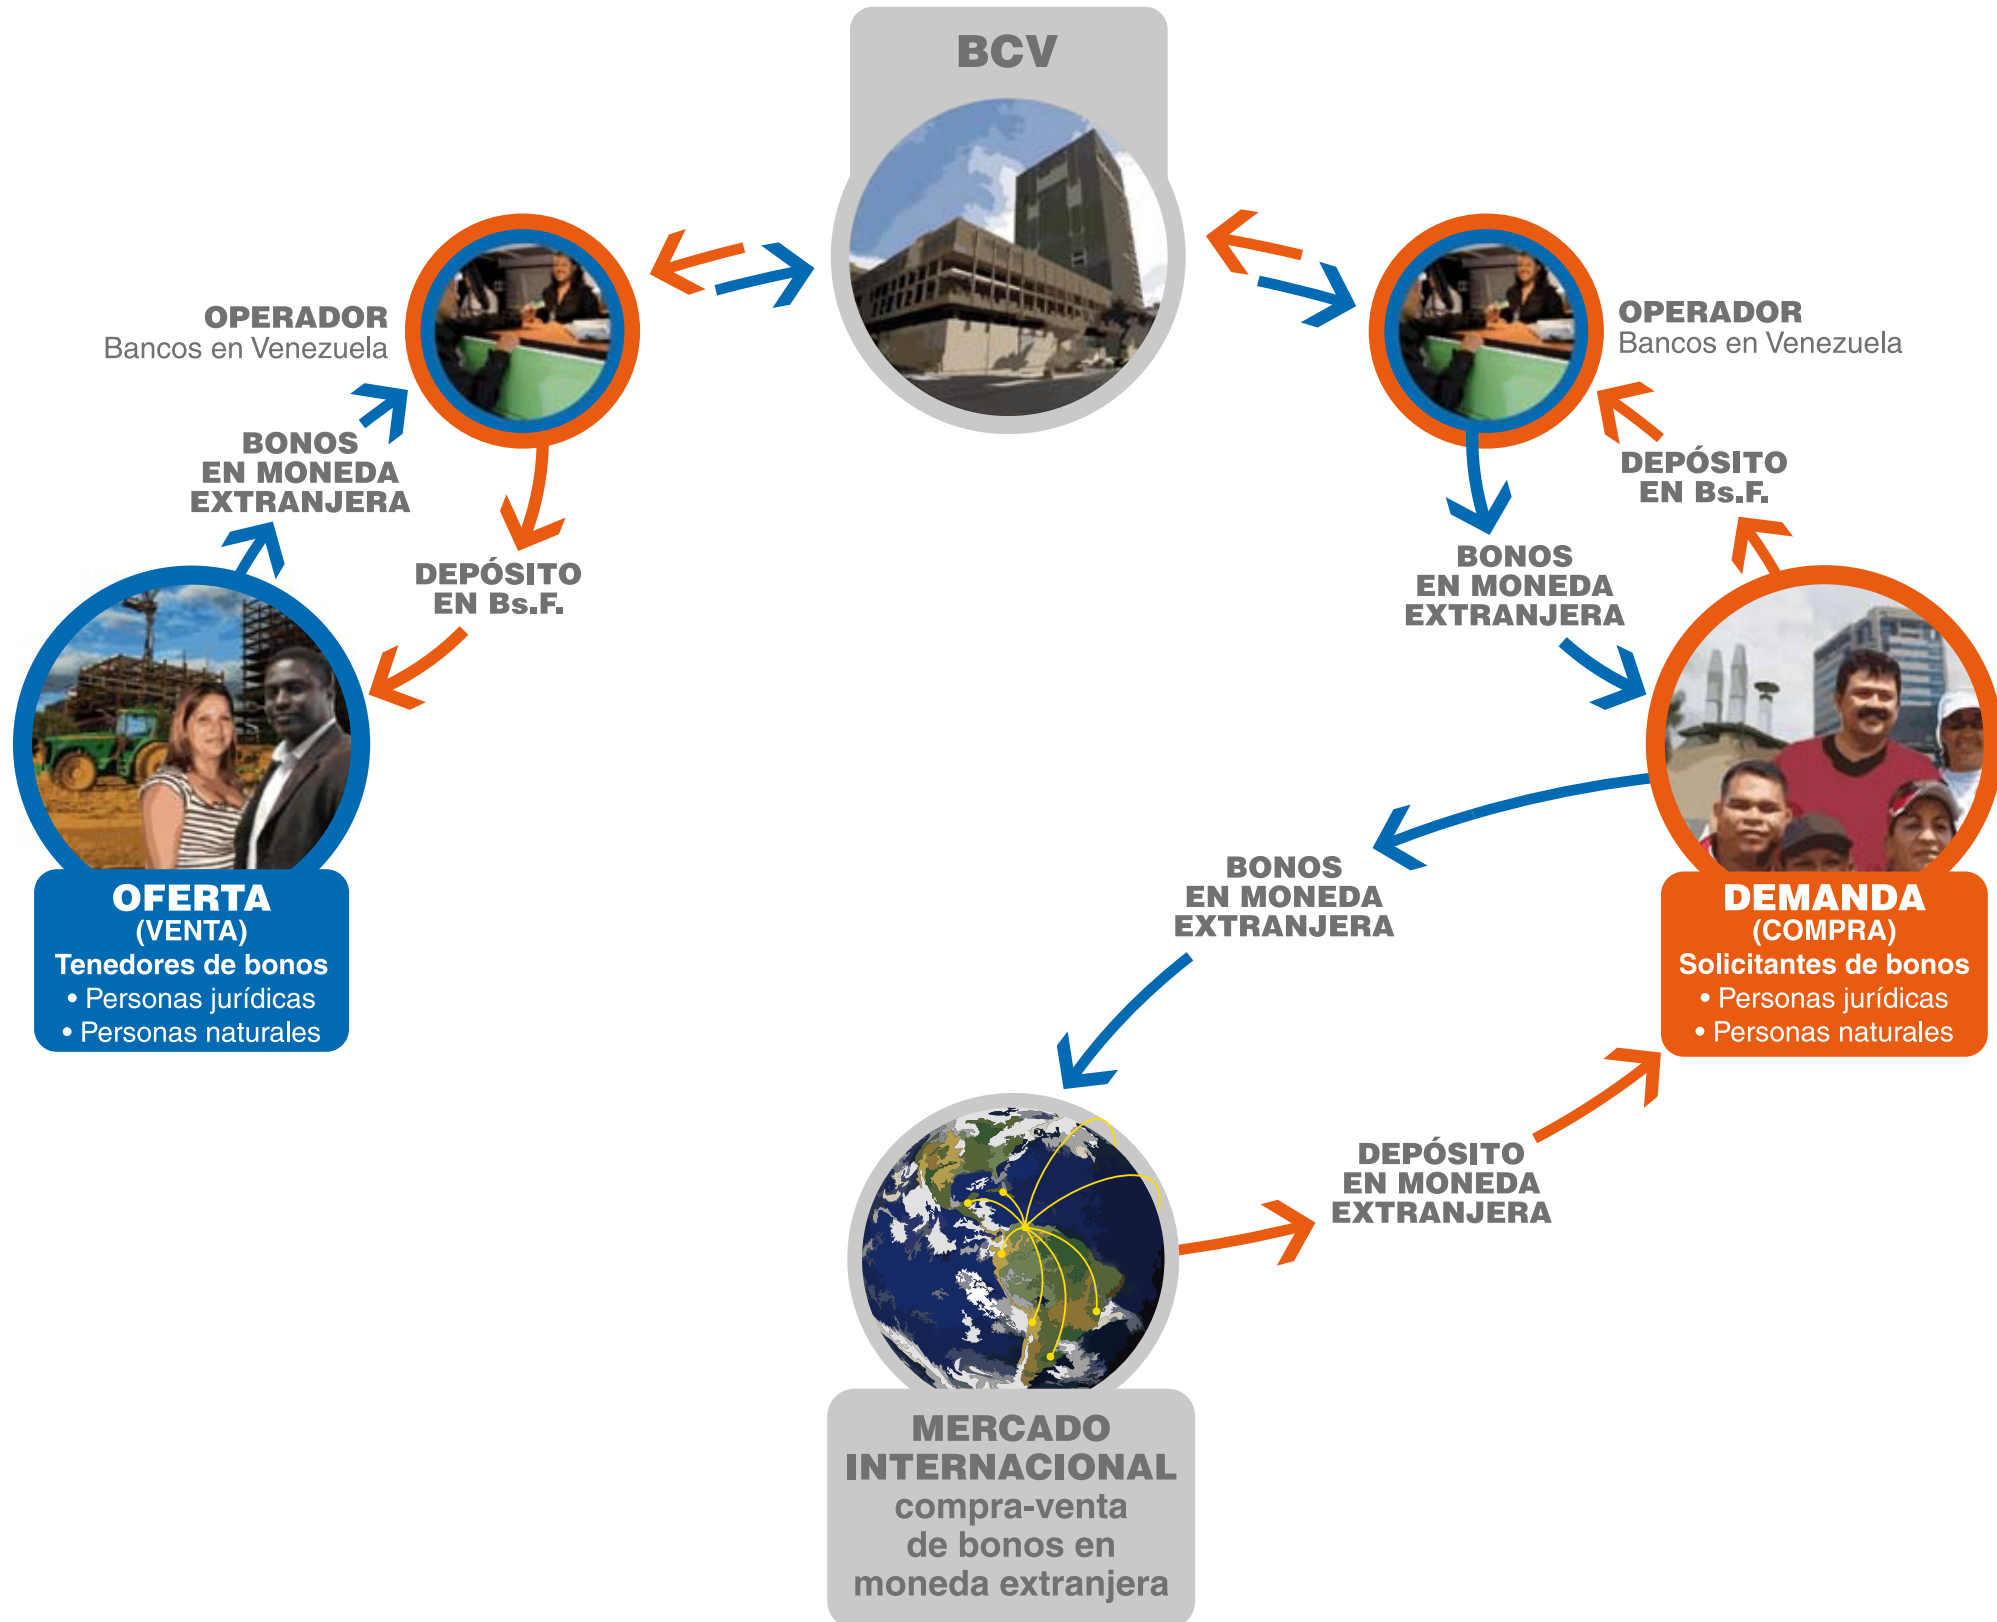 BCV
OPERADOR
Bancos en Venezuela
OPERADOR
Bancos en Venezuela
BONOS
EN MONEDA
EXTRANJERA
DEPÓSITO
EN Bs.F.
DEPÓSITO
EN Bs.F.
BONOS
EN MONEDA
EXTRANJERA
OFERTA
(VENTA)
Tenedores de bonos
• Personas jurídicas
• Personas naturales
BONOS
EN MONEDA
EXTRANJERA
DEMANDA
(COMPRA)
Solicitantes de bonos
• Personas jurídicas
• Personas naturales
DEPÓSITO
EN MONEDA
EXTRANJERA
MERCADO
INTERNACIONAL
compra-venta
de bonos en
moneda extranjera